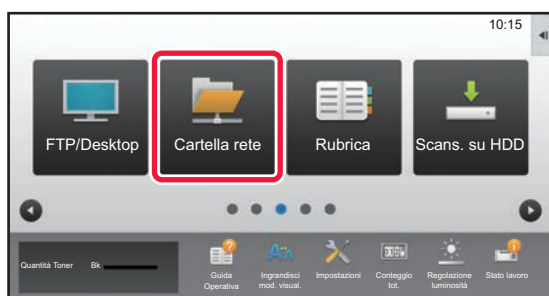 10:15
FTP/Desktop
Cartella rete
Rubrica
Scans. su HDD
Quantità Toner Bk
Guida
Operativa
Ingrandisci
mod. visual.
Impostazioni
Conteggio
tot.
Regolazione
luminosità
Stato lavoro